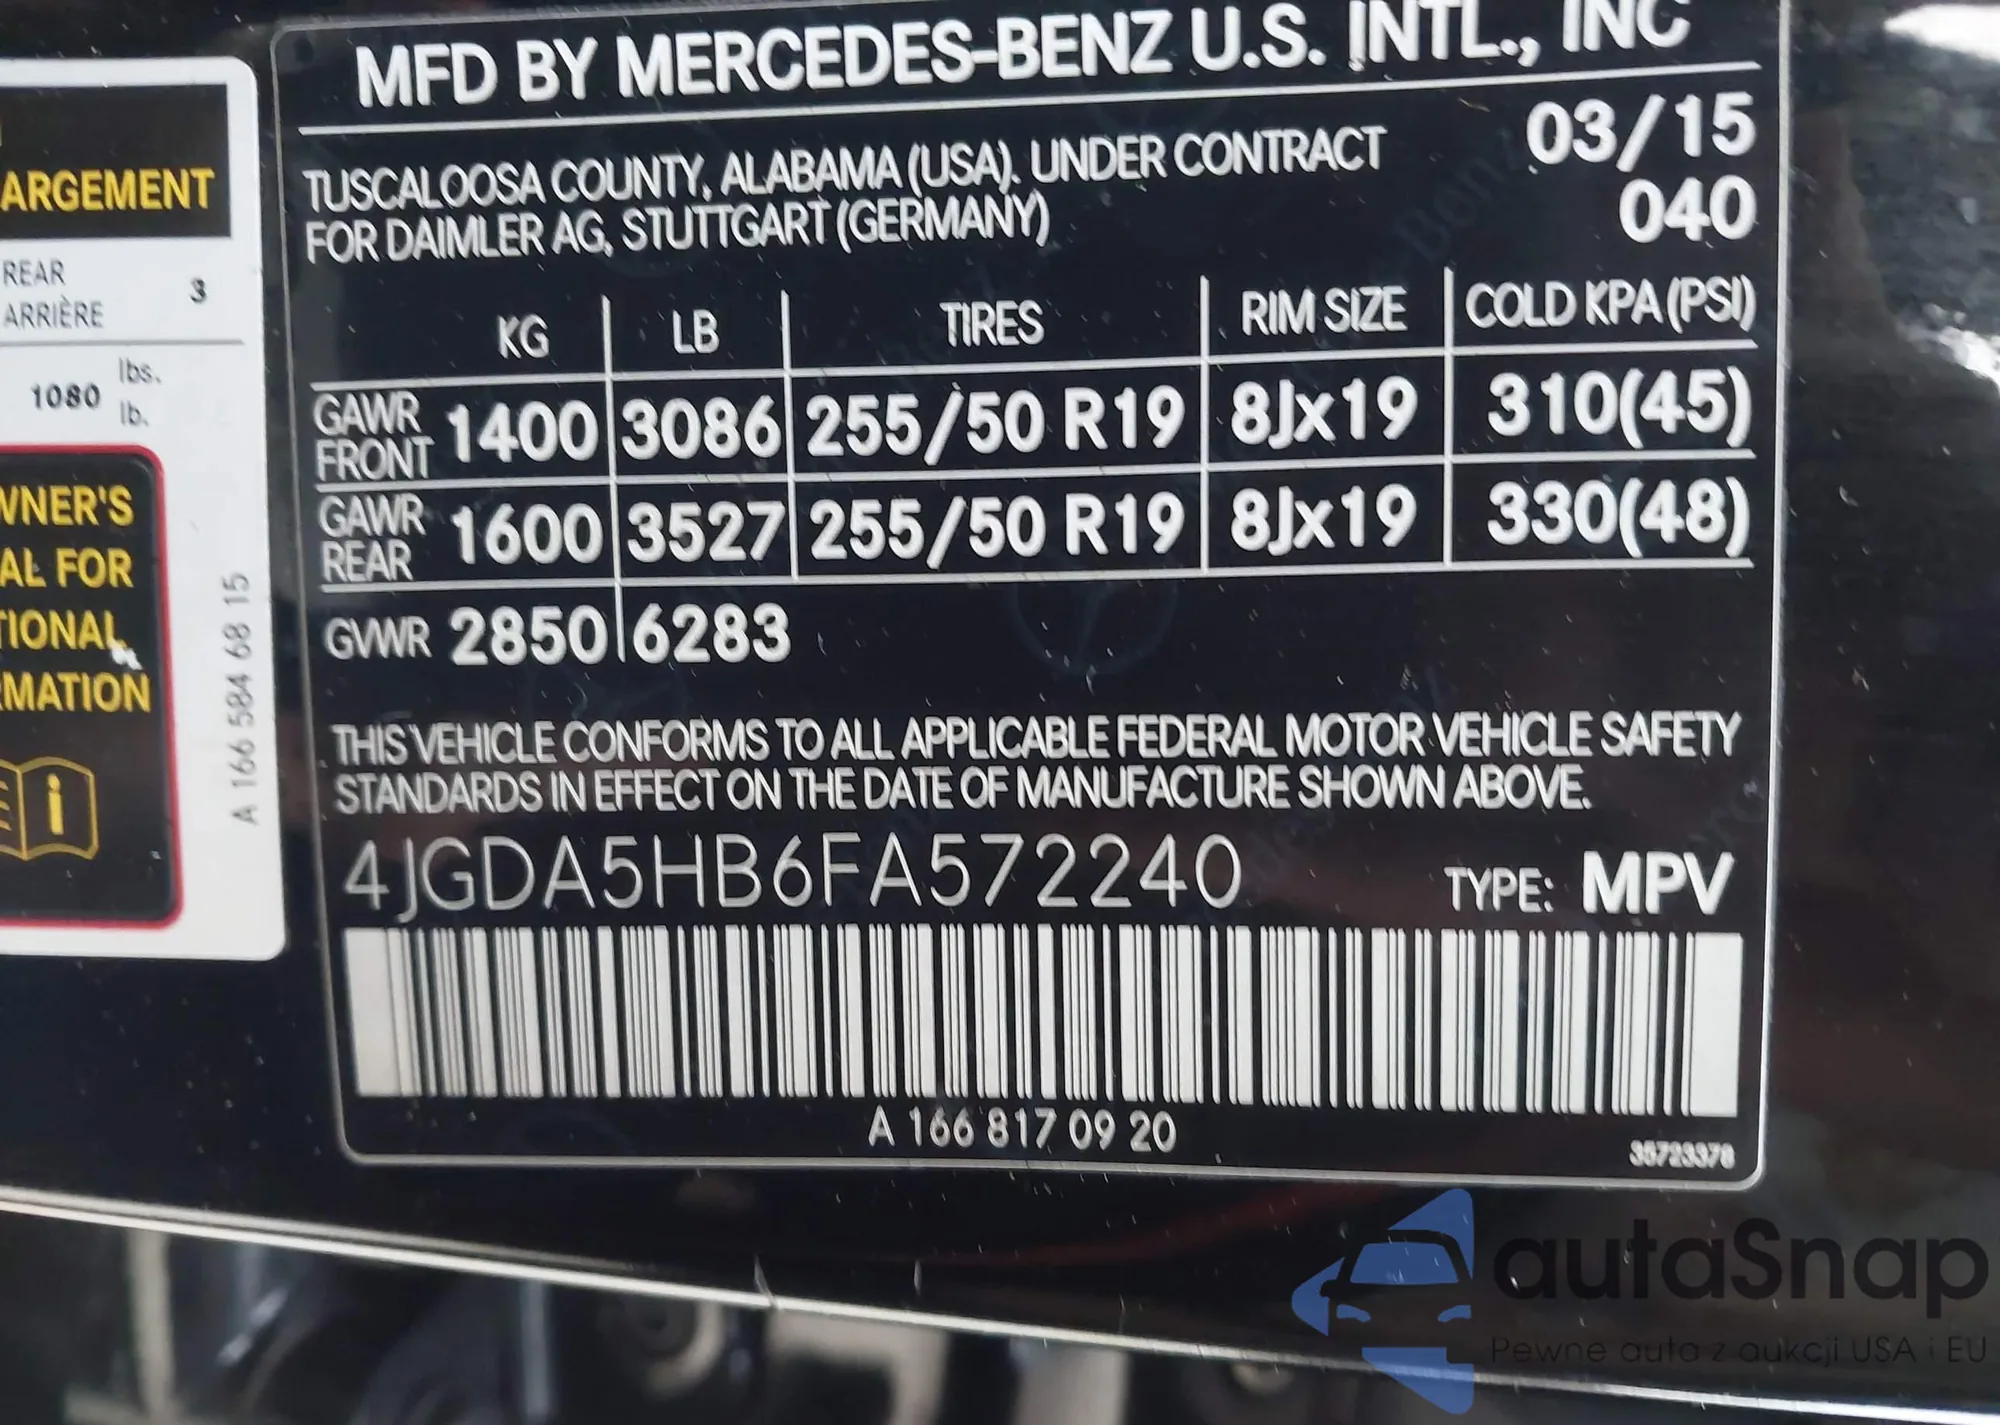 MFD BY MERCEDES-BENZ U.S. INTL., INC
TUSCALOOSA COUNTY, ALABAMA (USA). UNDER CONTRACT
FOR DAIMLER AG, STUTTGART (GERMANY)
03/15
040
KG LB TIRES RIM SIZE COLD KPA (PSI)
GAWR FRONT 1400 3086 255/50 R19 8Jx19 310(45)
GAWR REAR 1600 3527 255/50 R19 8Jx19 330(48)
GVWR 2850 6283
THIS VEHICLE CONFORMS TO ALL APPLICABLE FEDERAL MOTOR VEHICLE SAFETY
STANDARDS IN EFFECT ON THE DATE OF MANUFACTURE SHOWN ABOVE.
4JGDA5HB6FA572240 TYPE: MPV
A 166 817 09 20
35723378
ARGEMENT
REAR
ARRIÈRE 3
1080 lbs.
lb.
WNER'S
AL FOR
TIONAL
RMATION
A 166 584 68 15
autaSnap
Pewne auta z aukcji USA i EU